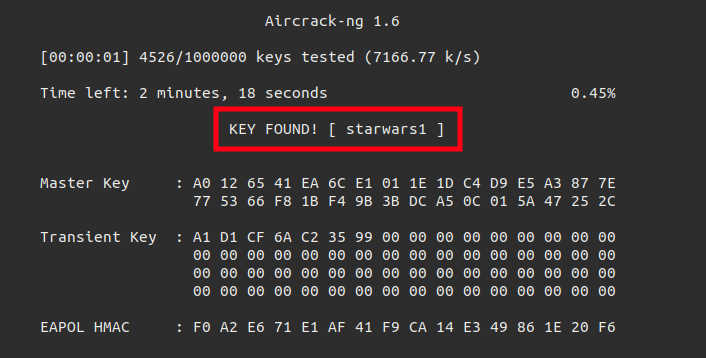 Aircrack-ng 1.6
[00:00:01] 4526/1000000 keys tested (7166.77 k/s)
Time left: 2 minutes, 18 seconds 0.45%
KEY FOUND! [ starwars1 ]
Master Key : A0 12 65 41 EA 6C E1 01 1E 1D C4 D9 E5 A3 87 7E
77 53 66 F8 1B F4 9B 3B DC A5 0C 01 5A 47 25 2C
Transient Key : A1 D1 CF 6A C2 35 99 00 00 00 00 00 00 00 00 00
00 00 00 00 00 00 00 00 00 00 00 00 00 00 00 00
00 00 00 00 00 00 00 00 00 00 00 00 00 00 00 00
00 00 00 00 00 00 00 00 00 00 00 00 00 00 00 00
EAPOL HMAC : F0 A2 E6 71 E1 AF 41 F9 CA 14 E3 49 86 1E 20 F6